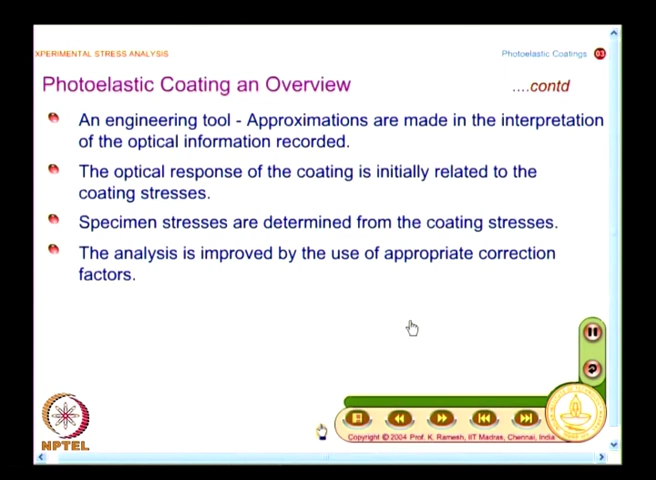 XPERIMENTAL STRESS ANALYSIS
Photoelastic Coatings 03
Photoelastic Coating an Overview
....contd
An engineering tool - Approximations are made in the interpretation
of the optical information recorded.
The optical response of the coating is initially related to the
coating stresses.
Specimen stresses are determined from the coating stresses.
The analysis is improved by the use of appropriate correction
factors.
NPTEL
Copyright © 2004 Prof. K. Ramesh, IIT Madras, Chennai, India